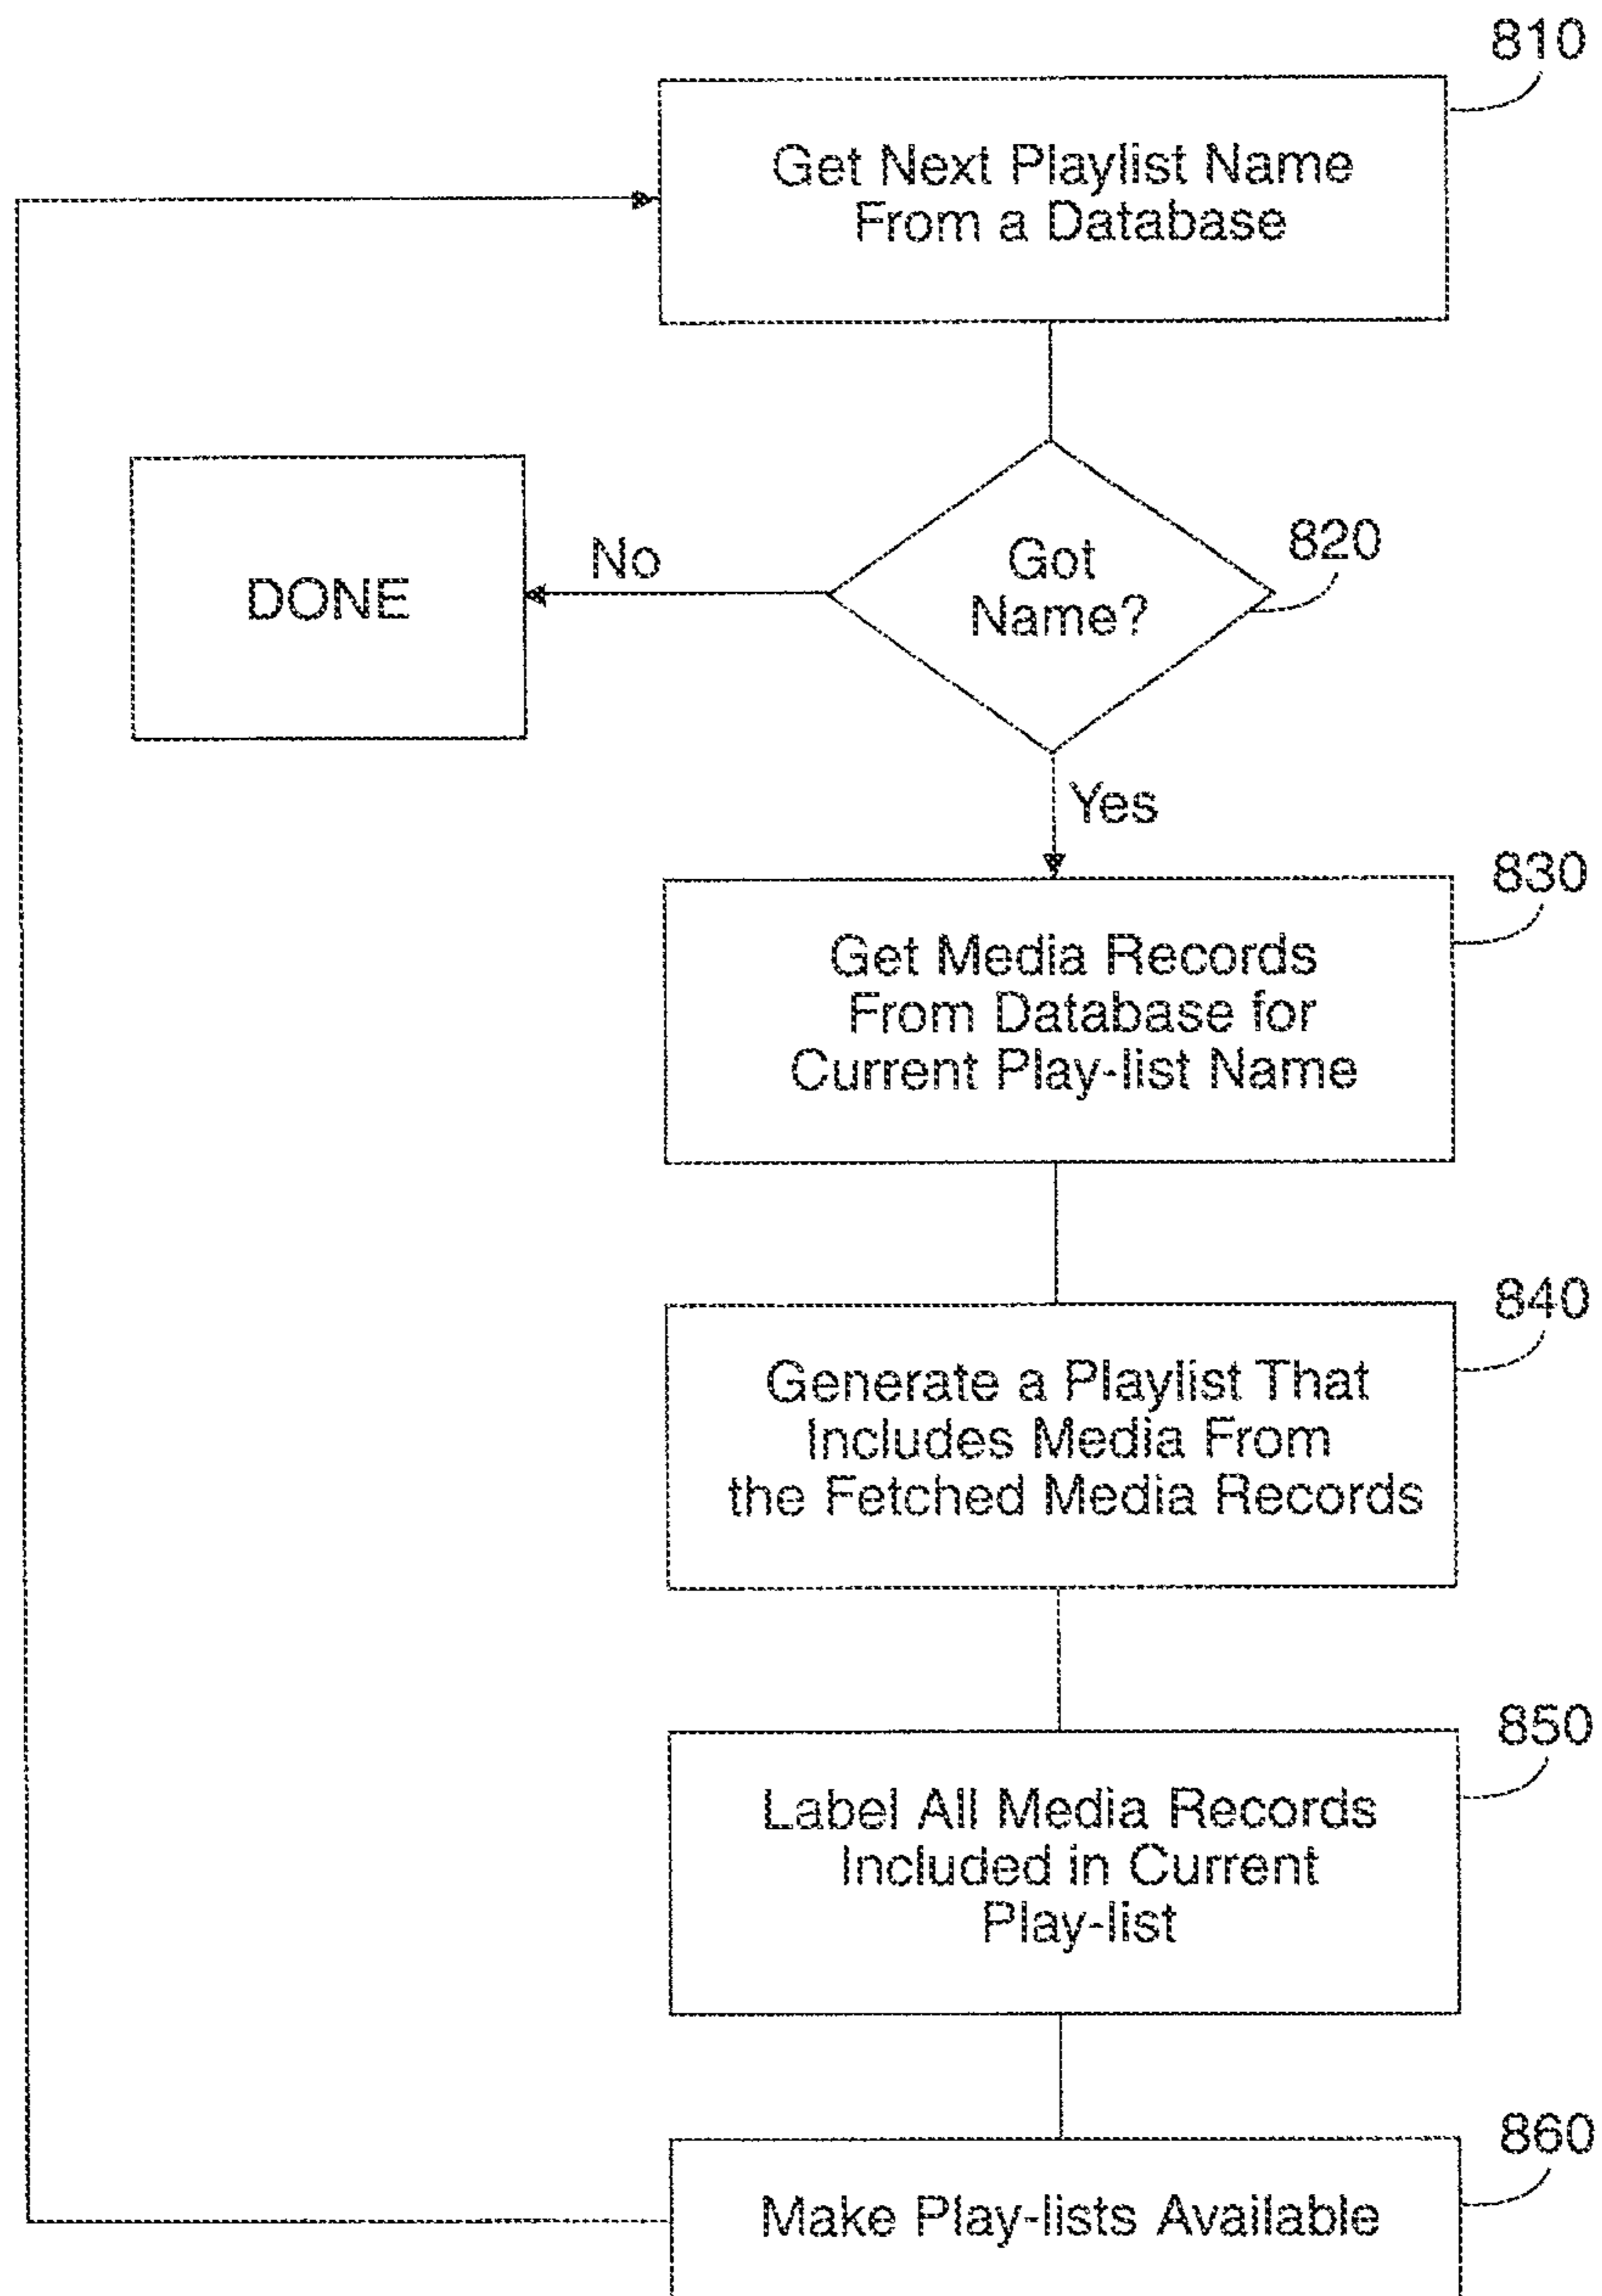 810
Get Next Playlist Name
From a Database
DONE
No
Got
Name?
820
Yes
830
Get Media Records
From Database for
Current Play-list Name
840
Generate a Playlist That
Includes Media From
the Fetched Media Records
850
Label All Media Records
Included in Current
Play-list
860
Make Play-lists Available